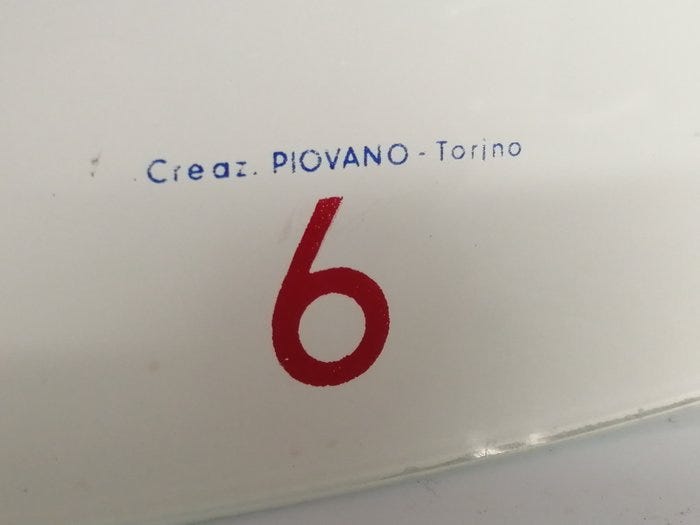 Creaz. PIOVANO - Torino
6